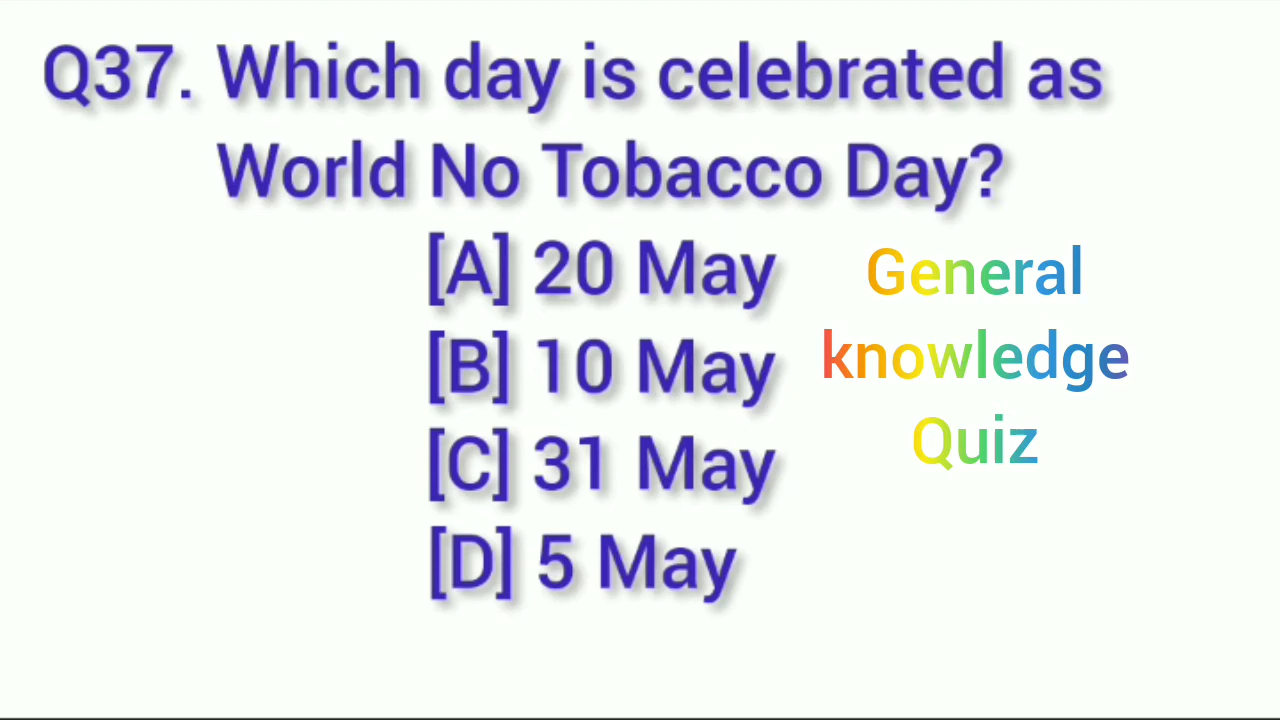 Q37. Which day is celebrated as
World No Tobacco Day?
[A] 20 May
[B] 10 May
[C] 31 May
[D] 5 May
General
knowledge
Quiz